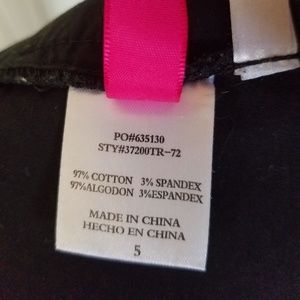 PO#635130
STY#37200TR-72
97% COTTON 3% SPANDEX
97%ALGODON 3%ESPANDEX
MADE IN CHINA
HECHO EN CHINA
5